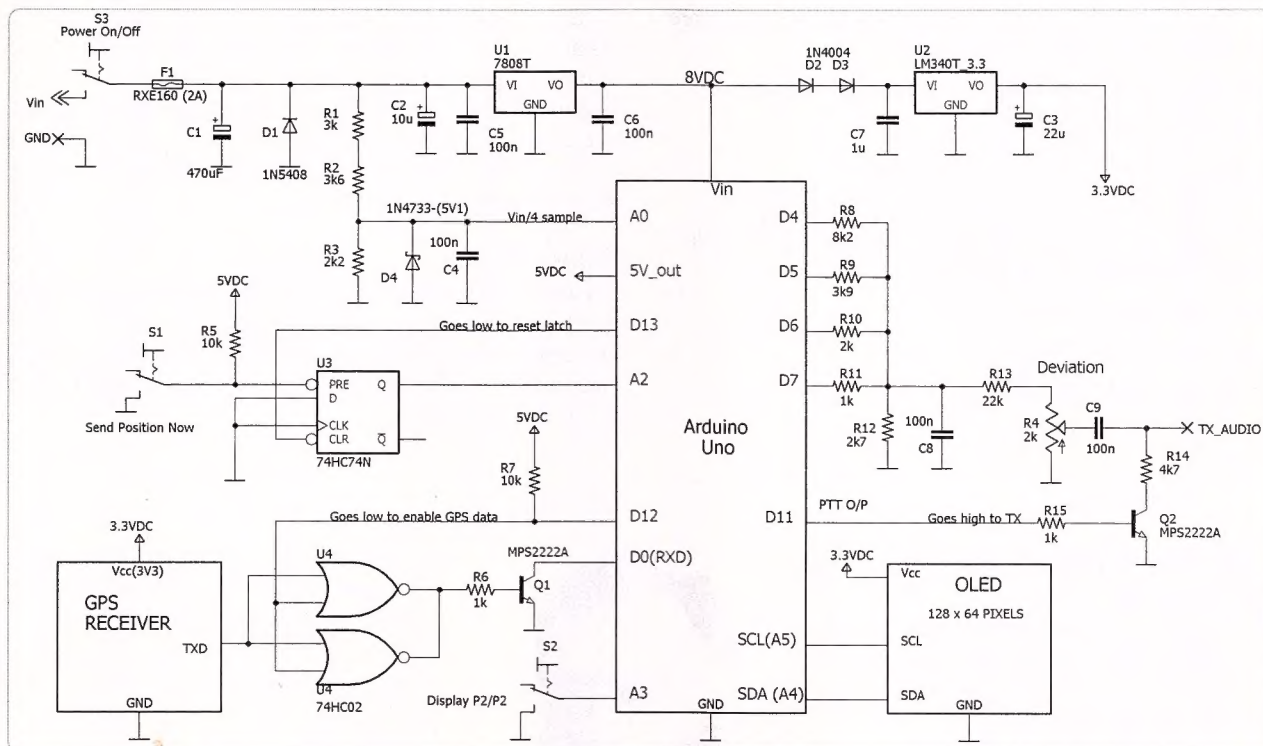 S3
Power On/Off
F1
RXE160 (2A)
Vin
GND
C1
470uF
D1
1N5408
R1
3k
R2
3k6
R3
2k2
C2
10u
C5
100n
U1
7808T
VI
VO
GND
C6
100n
8VDC
1N4004
D2
D3
U2
LM340T_3.3
VI
VO
GND
C7
1u
C3
22u
3.3VDC
1N4733-(5V1)
Vin/4 sample
100n
D4
C4
5VDC
Vin
A0
5V_out
D13
A2
D12
D0(RXD)
A3
GND
Arduino
Uno
D4
D5
D6
D7
D11
SCL(A5)
SDA (A4)
R8
8k2
R9
3k9
R10
2k
R11
1k
R12
2k7
100n
C8
R13
22k
Deviation
R4
2k
C9
100n
TX_AUDIO
R14
4k7
PTT O/P
Goes high to TX
R15
1k
Q2
MPS2222A
5VDC
S1
R5
10k
Goes low to reset latch
U3
PRE
Q
D
CLK
CLR
Q
74HC74N
Send Position Now
5VDC
R7
10k
Goes low to enable GPS data
3.3VDC
Vcc(3V3)
GPS
RECEIVER
TXD
GND
U4
U4
74HC02
R6
1k
MPS2222A
Q1
S2
Display P2/P2
3.3VDC
Vcc
OLED
128 x 64 PIXELS
SCL
SDA
GND